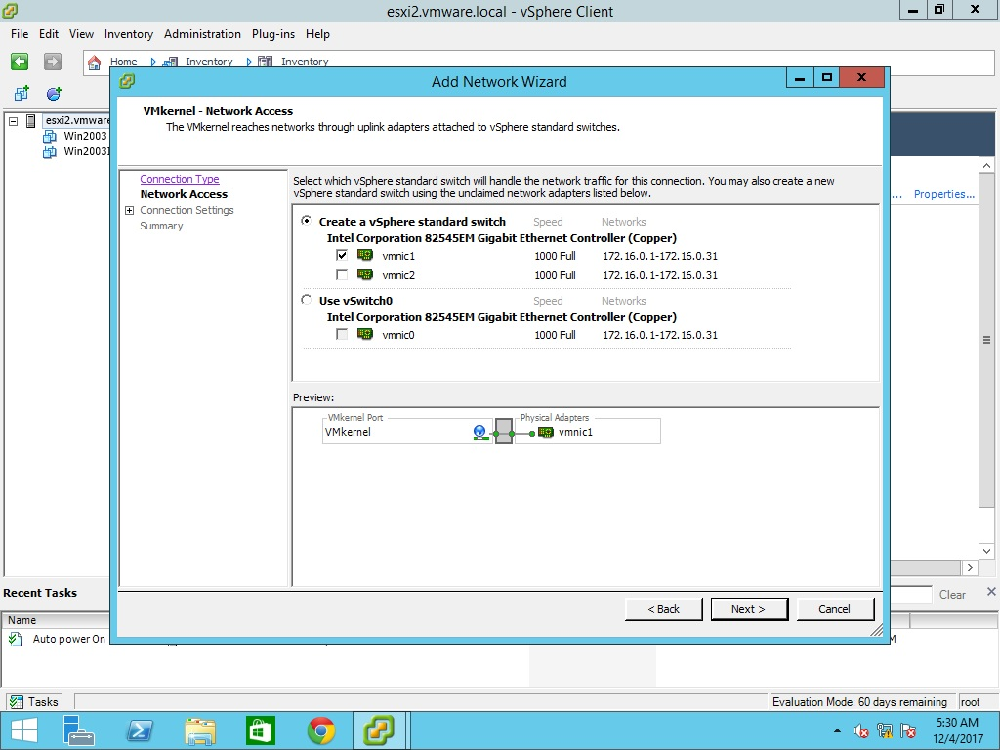 esxi2.vmware.local - vSphere Client
File Edit View Inventory Administration Plug-ins Help
Home Inventory Inventory
Add Network Wizard
VMkernel - Network Access
The VMkernel reaches networks through uplink adapters attached to vSphere standard switches.
esxi2.vmware
Win2003
Win2003
Connection Type
Network Access
Connection Settings
Summary
Select which vSphere standard switch will handle the network traffic for this connection. You may also create a new
vSphere standard switch using the unclaimed network adapters listed below.
... Properties...
Create a vSphere standard switch Speed Networks
Intel Corporation 82545EM Gigabit Ethernet Controller (Copper)
vmnic1 1000 Full 172.16.0.1-172.16.0.31
vmnic2 1000 Full 172.16.0.1-172.16.0.31
Use vSwitch0 Speed Networks
Intel Corporation 82545EM Gigabit Ethernet Controller (Copper)
vmnic0 1000 Full 172.16.0.1-172.16.0.31
Preview:
VMkernel Port Physical Adapters
VMkernel vmnic1
< Back Next > Cancel
Recent Tasks
Clear
Name
Auto power On
M
Tasks
Evaluation Mode: 60 days remaining root
5:30 AM
12/4/2017